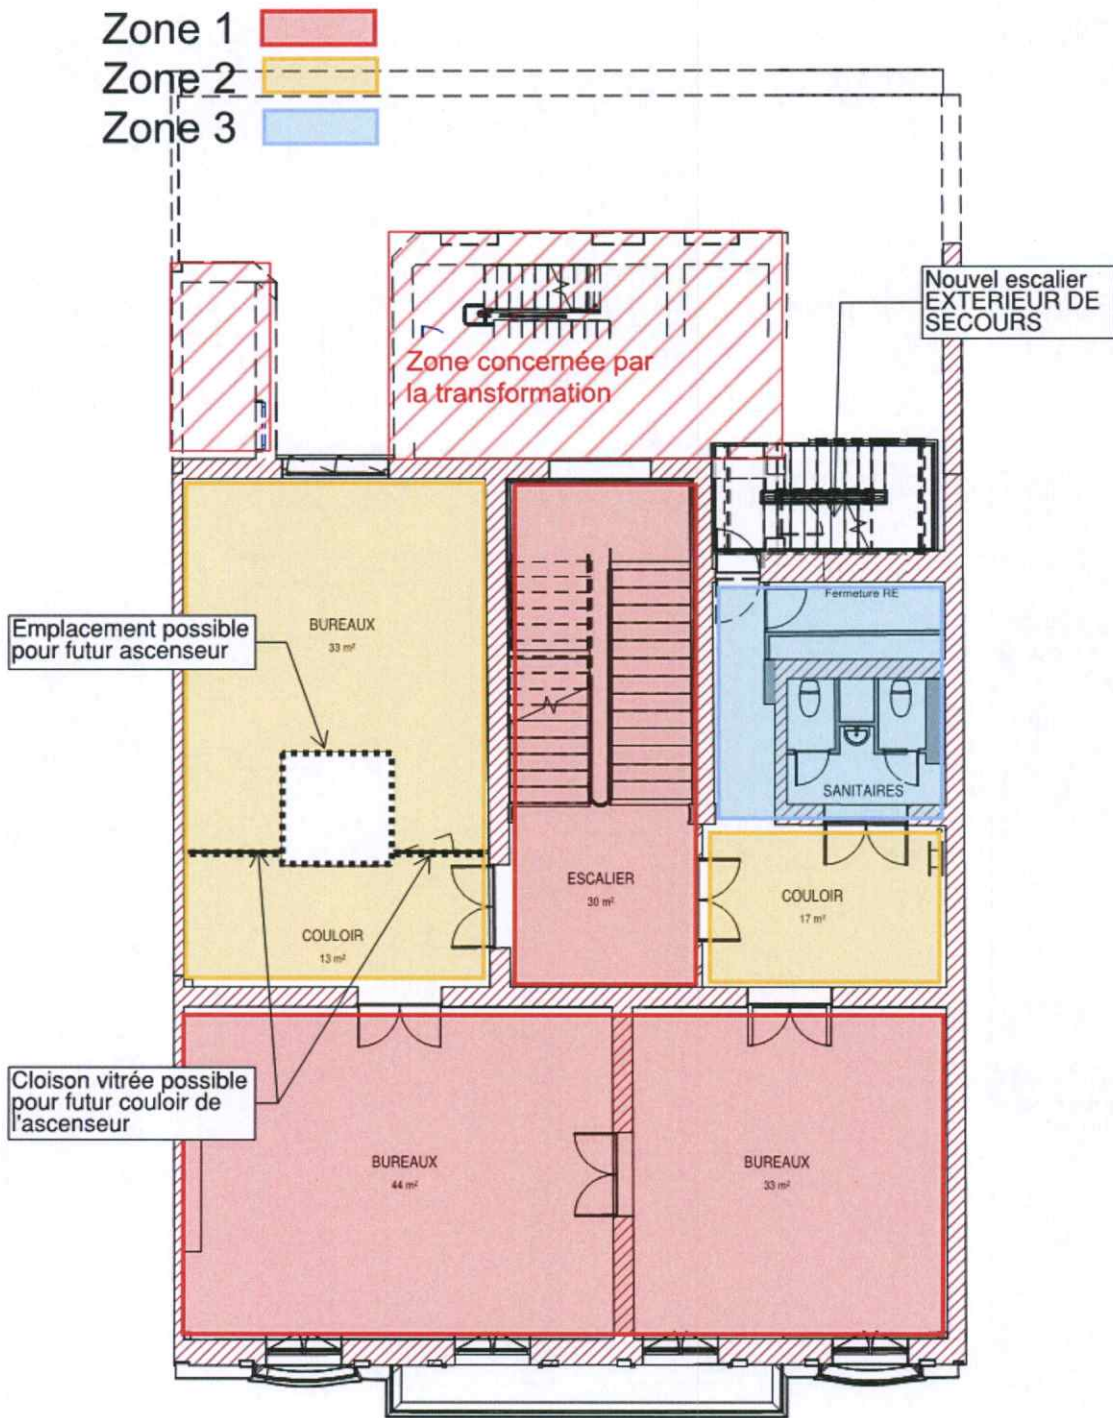 Zone 1
Zone 2
Zone 3
Nouvel escalier
EXTERIEUR DE
SECOURS
Zone concernée par
la transformation
Fermeture RE
Emplacement possible
pour futur ascenseur
BUREAUX
33 m²
SANITAIRES
ESCALIER
30 m²
COULOIR
17 m²
COULOIR
13 m²
Cloison vitrée possible
pour futur couloir de
l'ascenseur
BUREAUX
44 m²
BUREAUX
33 m²